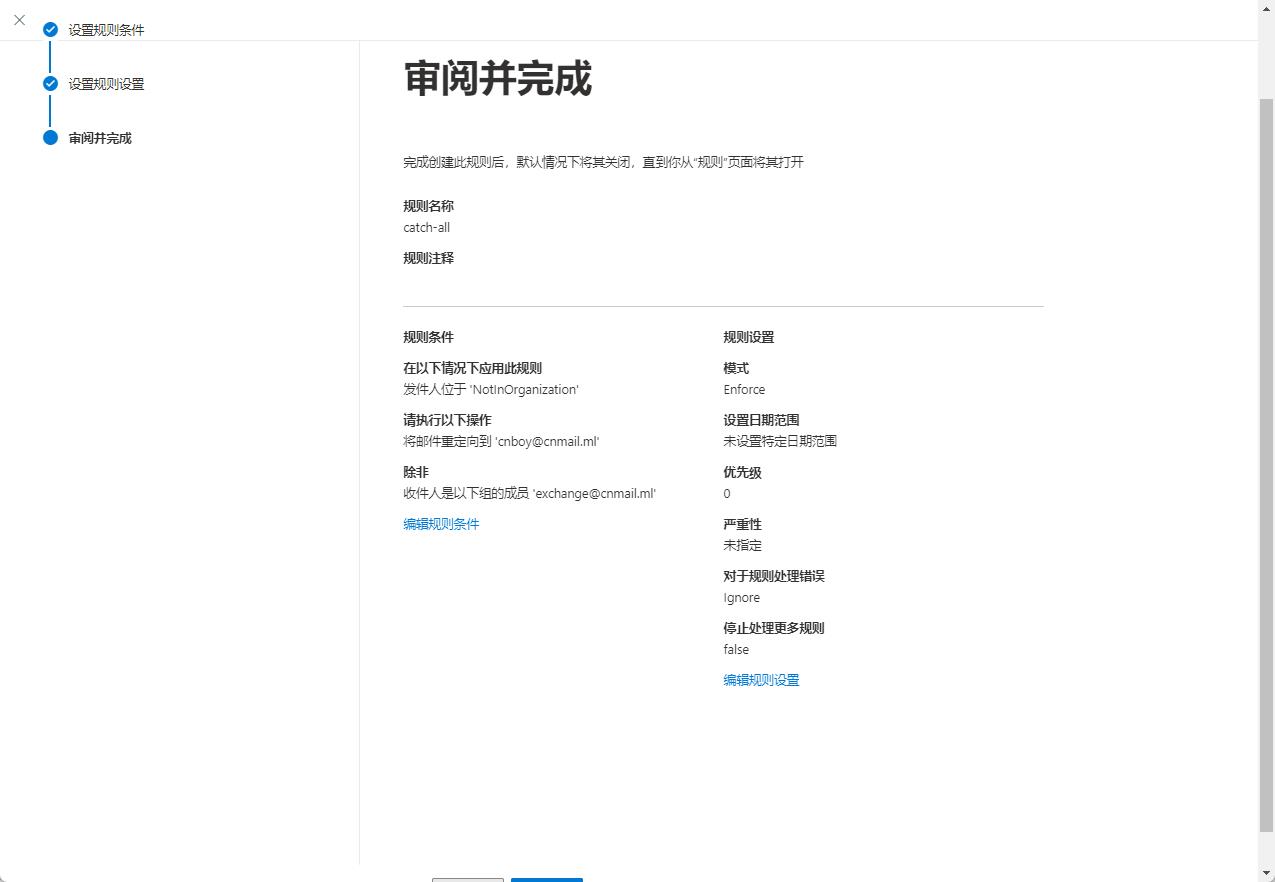 设置规则条件
设置规则设置
审阅并完成
审阅并完成
完成创建此规则后，默认情况下将其关闭，直到你从“规则”页面将其打开
规则名称
catch-all
规则注释
规则条件
在以下情况下应用此规则
发件人位于 'NotInOrganization'
请执行以下操作
将邮件重定向到 'cnboy@cnmail.ml'
除非
收件人是以下组的成员 'exchange@cnmail.ml'
编辑规则条件
规则设置
模式
Enforce
设置日期范围
未设置特定日期范围
优先级
0
严重性
未指定
对于规则处理错误
Ignore
停止处理更多规则
false
编辑规则设置